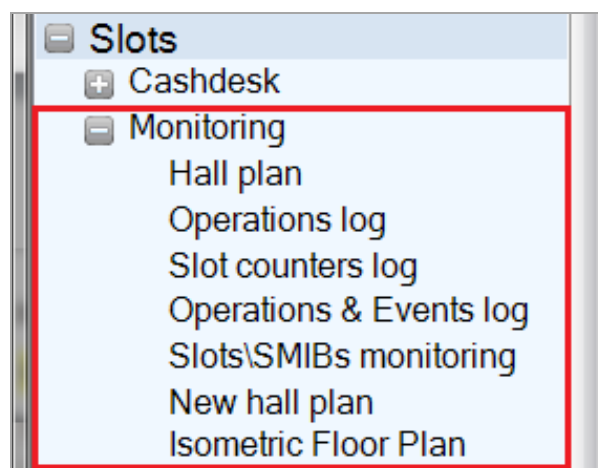 Slots
Cashdesk
Monitoring
Hall plan
Operations log
Slot counters log
Operations & Events log
Slots\SMIBs monitoring
New hall plan
Isometric Floor Plan